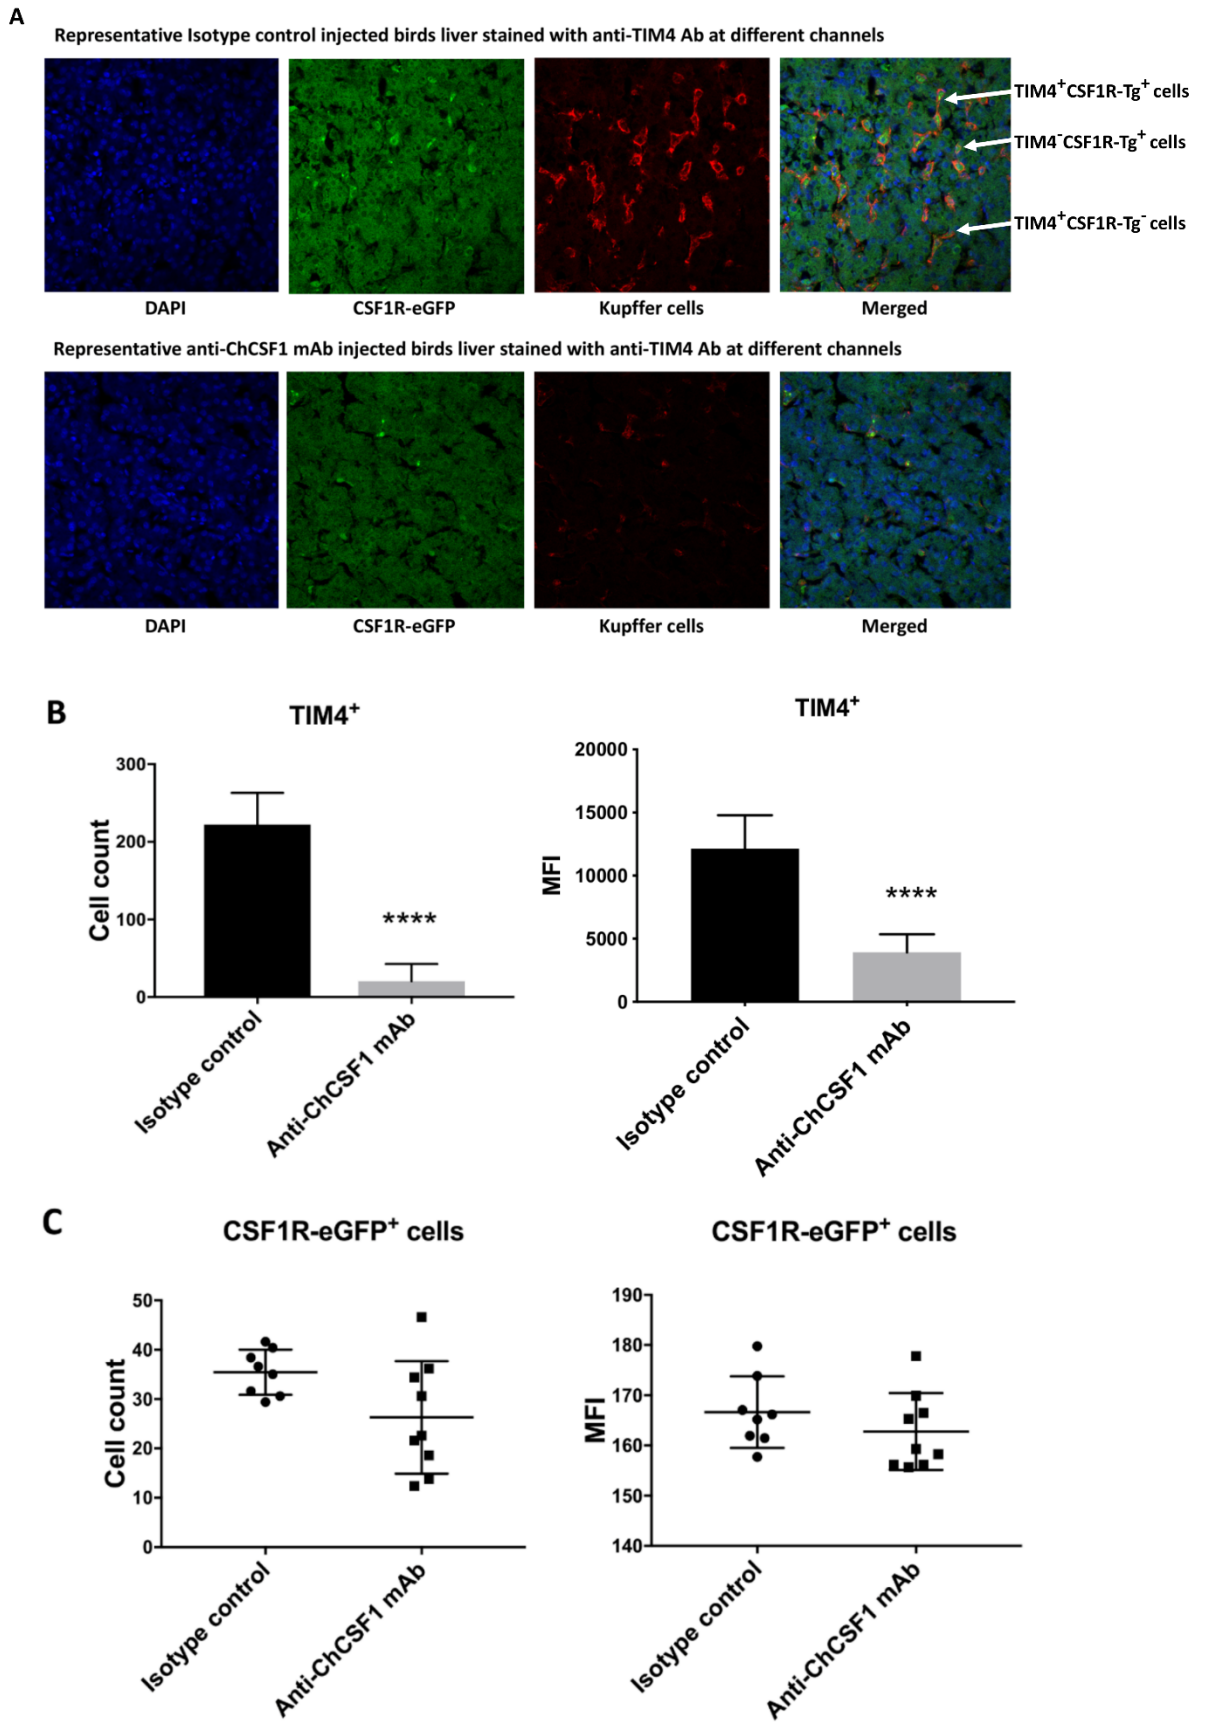 A
Representative Isotype control injected birds liver stained with anti-TIM4 Ab at different channels
TIM4⁺CSF1R-Tg⁺ cells
TIM4⁻CSF1R-Tg⁺ cells
TIM4⁺CSF1R-Tg⁻ cells
DAPI
CSF1R-eGFP
Kupffer cells
Merged
Representative anti-ChCSF1 mAb injected birds liver stained with anti-TIM4 Ab at different channels
DAPI
CSF1R-eGFP
Kupffer cells
Merged
B
TIM4⁺
Cell count
300
200
100
0
****
Isotype control
Anti-ChCSF1 mAb
TIM4⁺
MFI
20000
15000
10000
5000
0
****
Isotype control
Anti-ChCSF1 mAb
C
CSF1R-eGFP⁺ cells
Cell count
50
40
30
20
10
0
Isotype control
Anti-ChCSF1 mAb
CSF1R-eGFP⁺ cells
MFI
190
180
170
160
150
140
Isotype control
Anti-ChCSF1 mAb